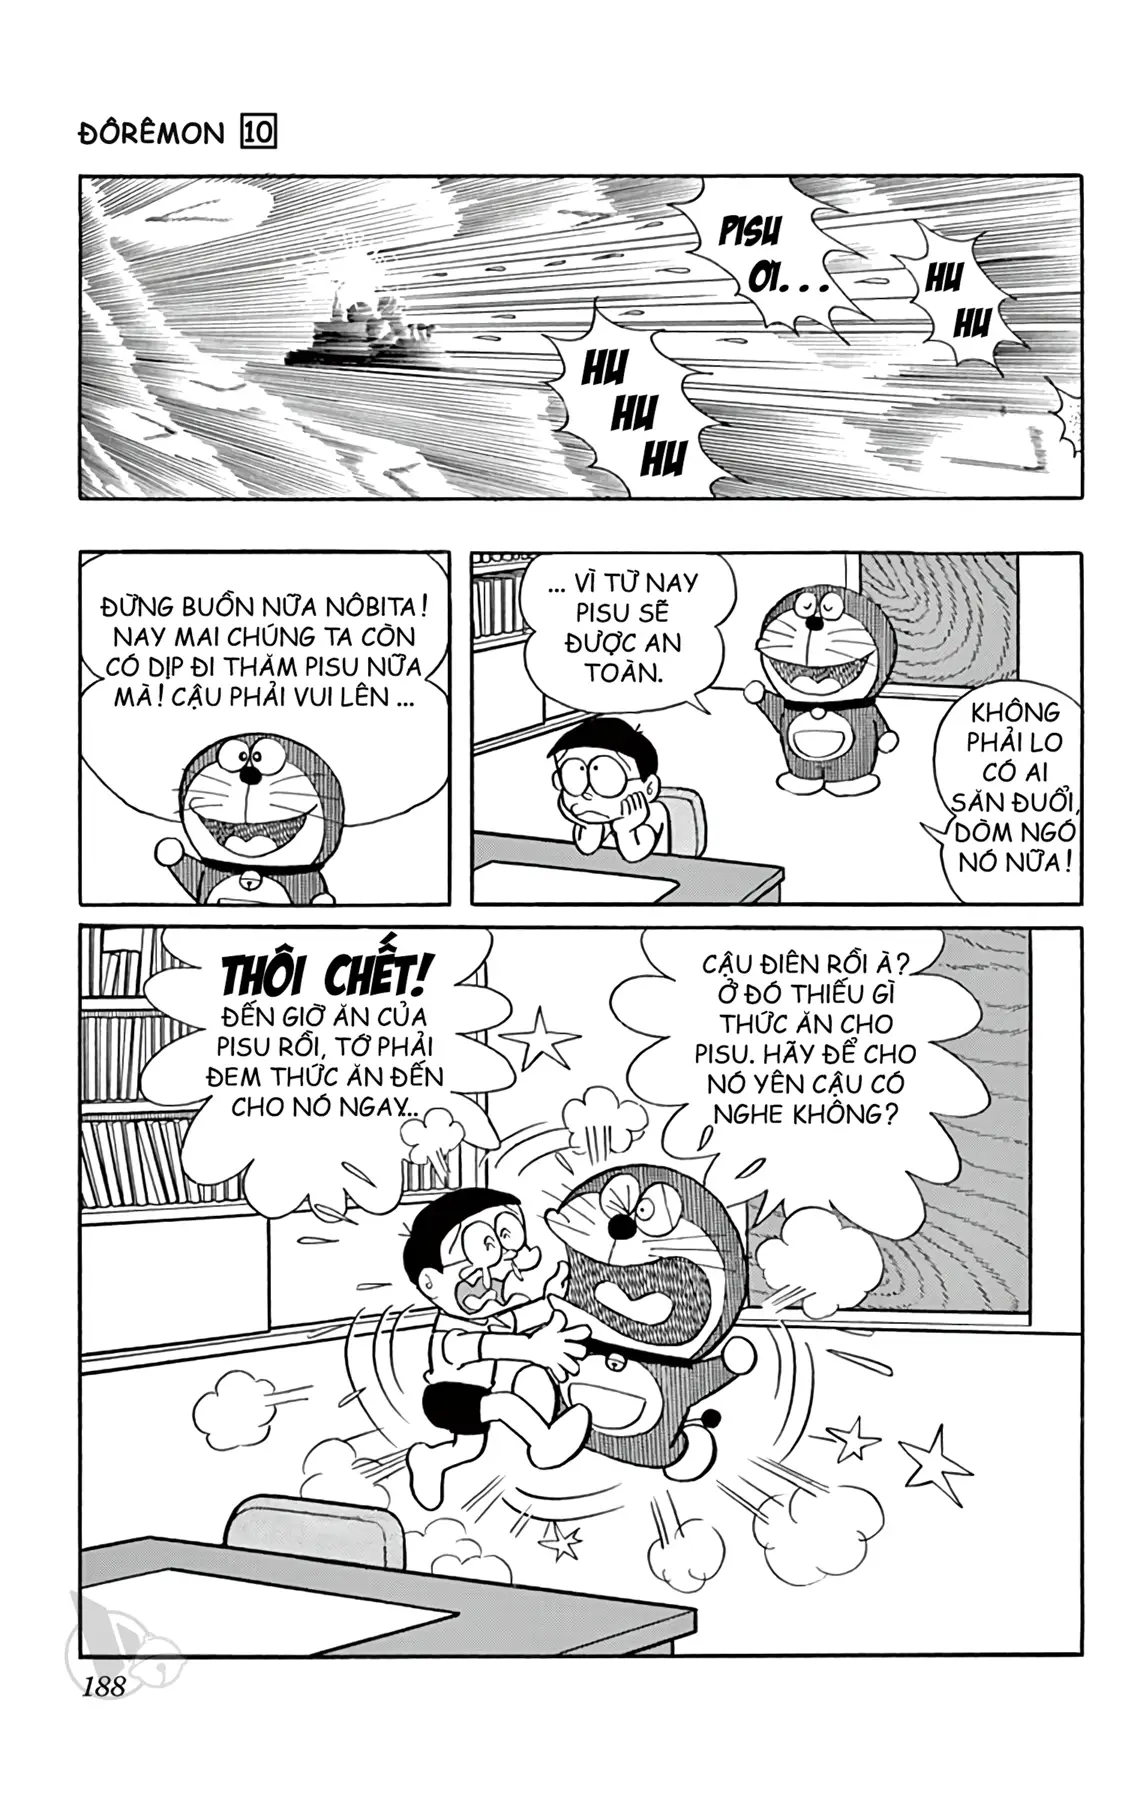 ĐÔRÊMON 10
PISU
ƠI...
HU
HU
HU
HU
HU
ĐỪNG BUỒN NỮA NÔBITA!
NAY MAI CHÚNG TA CÒN
CÓ DỊP ĐI THĂM PISU NỮA
MÀ! CẬU PHẢI VUI LÊN ...
... VÌ TỪ NAY
PISU SẼ
ĐƯỢC AN
TOÀN.
KHÔNG
PHẢI LO
CÓ AI
SĂN ĐUỔI,
DÒM NGÓ
NÓ NỮA!
THÔI CHẾT!
ĐẾN GIỜ ĂN CỦA
PISU RỒI, TỚ PHẢI
ĐEM THỨC ĂN ĐẾN
CHO NÓ NGAY...
CẬU ĐIÊN RỒI À?
Ở ĐÓ THIẾU GÌ
THỨC ĂN CHO
PISU. HÃY ĐỂ CHO
NÓ YÊN CẬU CÓ
NGHE KHÔNG?
188